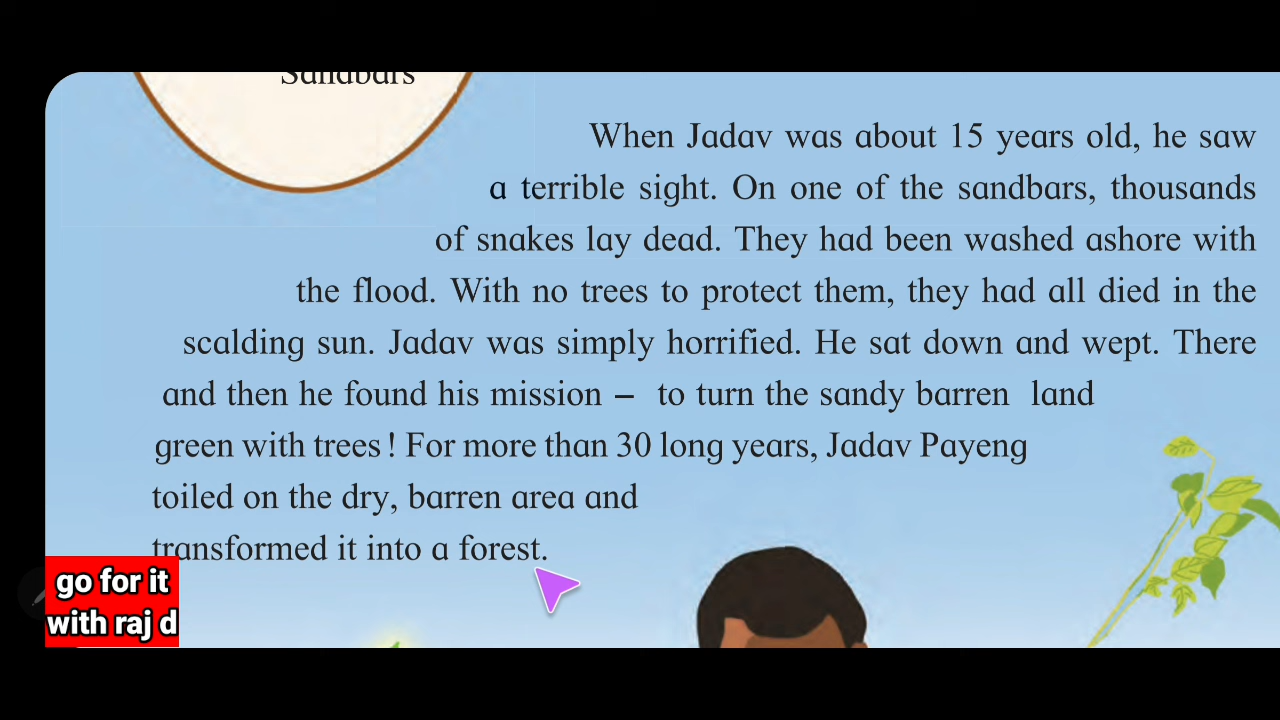 Sandbars
When Jadav was about 15 years old, he saw
a terrible sight. On one of the sandbars, thousands
of snakes lay dead. They had been washed ashore with
the flood. With no trees to protect them, they had all died in the
scalding sun. Jadav was simply horrified. He sat down and wept. There
and then he found his mission – to turn the sandy barren land
green with trees! For more than 30 long years, Jadav Payeng
toiled on the dry, barren area and
transformed it into a forest.
go for it
with raj d